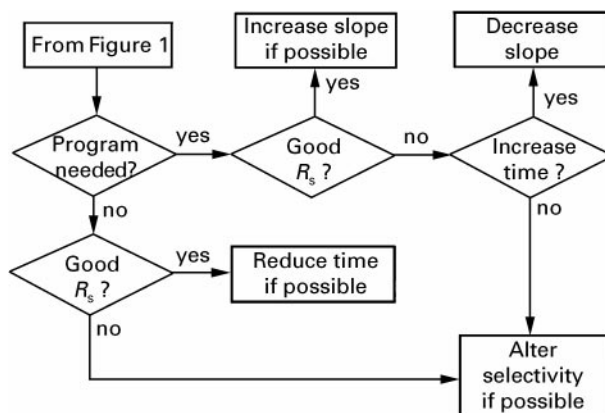 From Figure 1
Increase slope
if possible
Decrease
slope
yes
yes
Program
needed?
yes
Good
Rs ?
no
Increase
time ?
no
no
Good
Rs ?
yes
Reduce time
if possible
no
Alter
selectivity
if possible